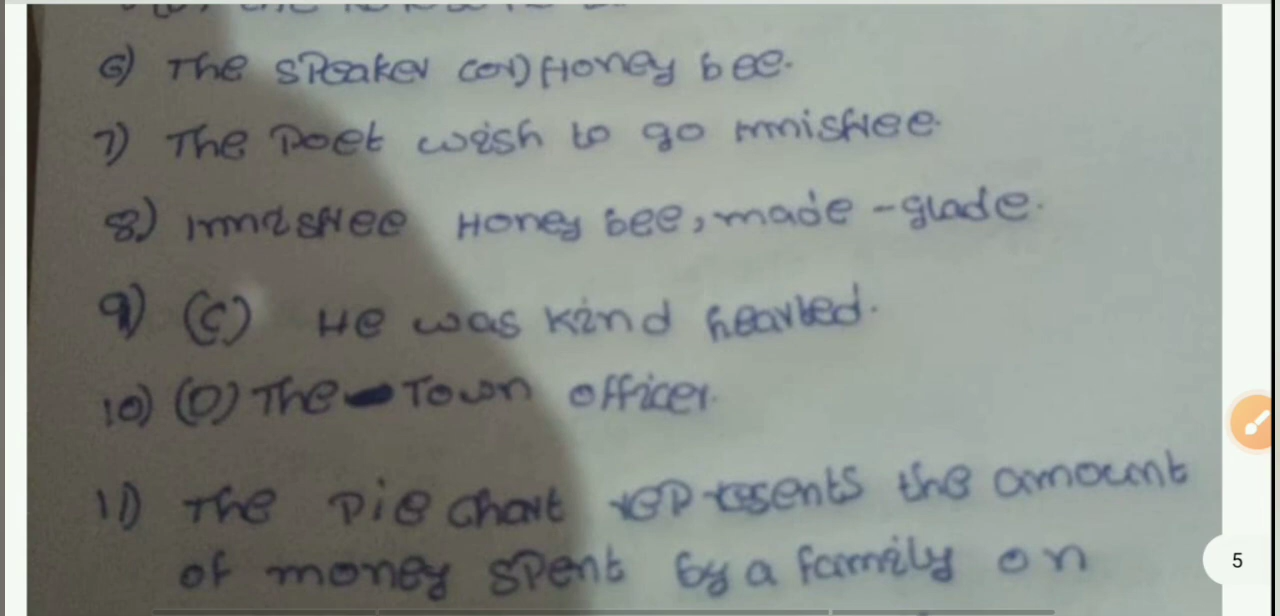 6) The speaker (or) Honey bee.
7) The Poet wish to go Innisfree.
8) Innisfree Honey bee, made - glade.
9) (C) He was kind hearted.
10) (D) The Town officer.
11) The Pie chart represents the amount
of money spent by a family on
5